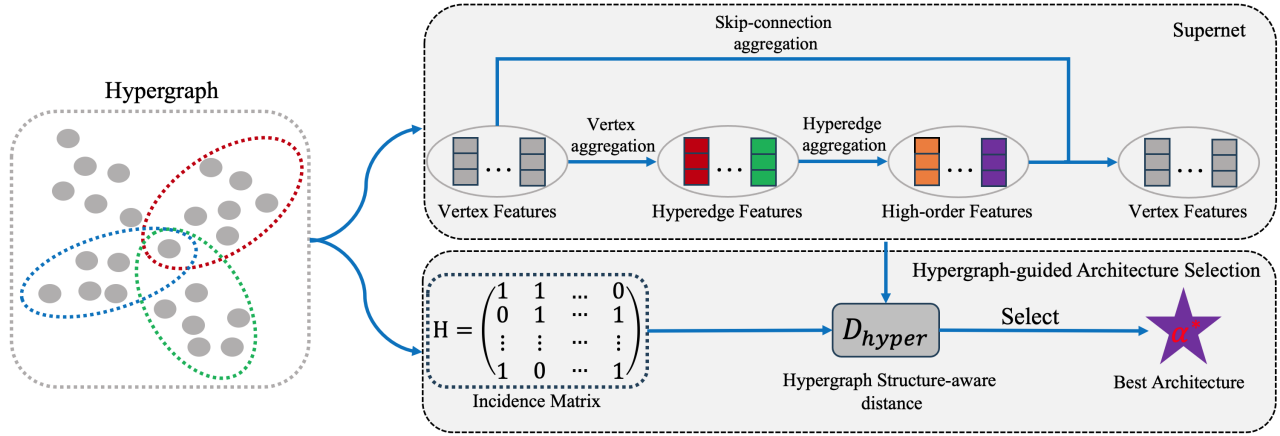 Hypergraph
Supernet
Skip-connection
aggregation
Vertex
aggregation
Hyperedge
aggregation
...
...
...
...
Vertex Features
Hyperedge Features
High-order Features
Vertex Features
Hypergraph-guided Architecture Selection
H =
1 1 ... 0
0 1 ... 1
⋮ ⋮ ... ⋮
1 0 ... 1
Incidence Matrix
D_hyper
Hypergraph Structure-aware
distance
Select
α*
Best Architecture